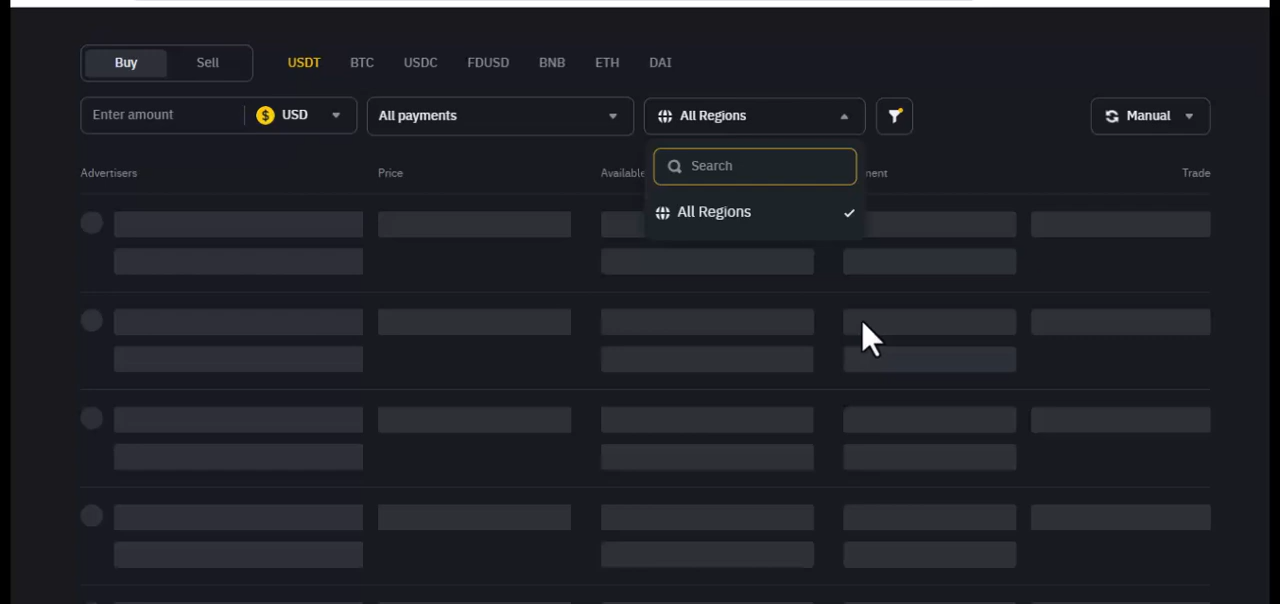 Buy Sell USDT BTC USDC FDUSD BNB ETH DAI
Enter amount $ USD All payments All Regions Manual
Search
Advertisers Price Available ment Trade
All Regions